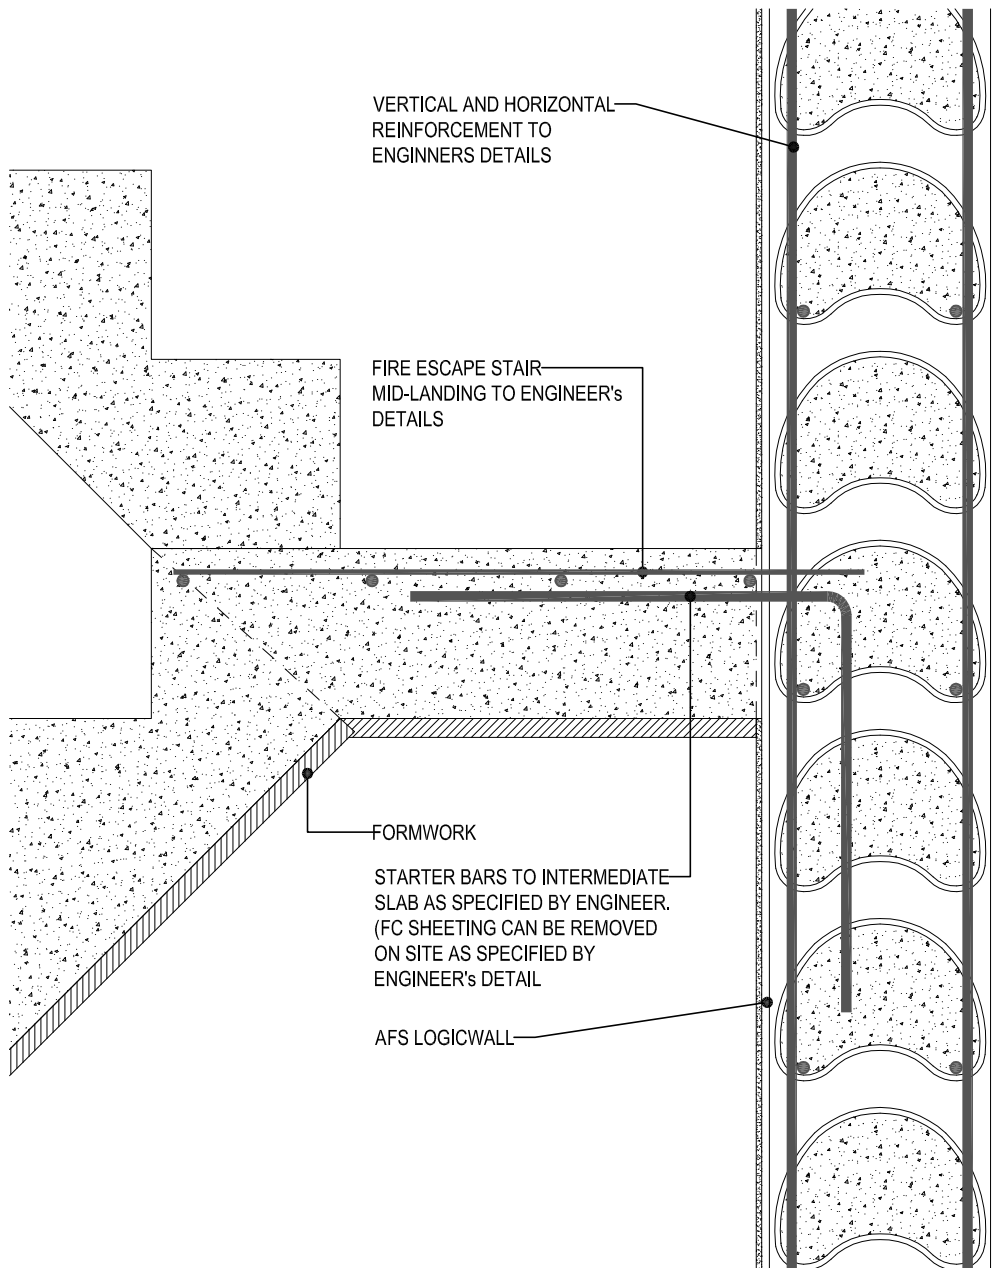 VERTICAL AND HORIZONTAL
REINFORCEMENT TO
ENGINNERS DETAILS
FIRE ESCAPE STAIR
MID-LANDING TO ENGINEER's
DETAILS
FORMWORK
STARTER BARS TO INTERMEDIATE
SLAB AS SPECIFIED BY ENGINEER.
(FC SHEETING CAN BE REMOVED
ON SITE AS SPECIFIED BY
ENGINEER's DETAIL
AFS LOGICWALL